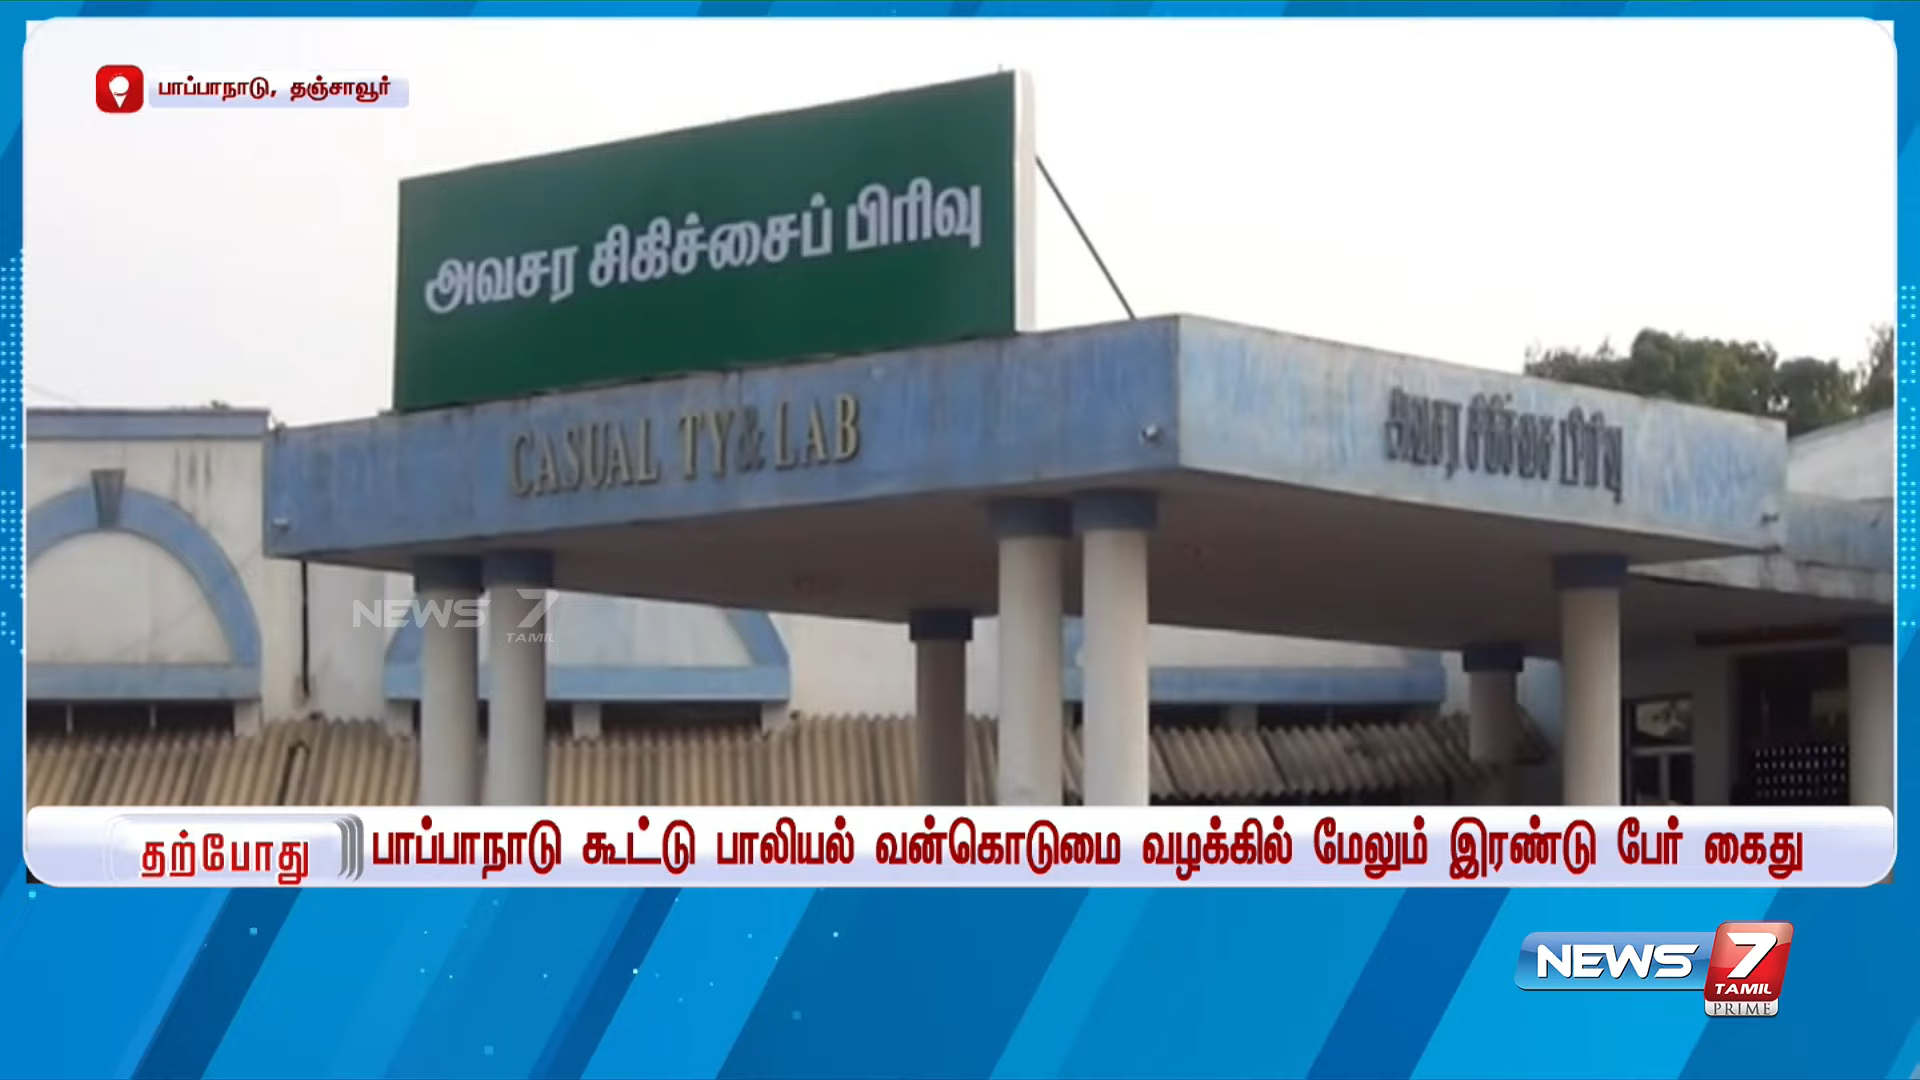 பாப்பாநாடு, தஞ்சாவூர்
அவசர சிகிச்சைப் பிரிவு
CASUAL TY & LAB
அவசர சிகிச்சை பிரிவு
NEWS 7
TAMIL
தற்போது
பாப்பாநாடு கூட்டு பாலியல் வன்கொடுமை வழக்கில் மேலும் இரண்டு பேர் கைது
NEWS 7
TAMIL
PRIME